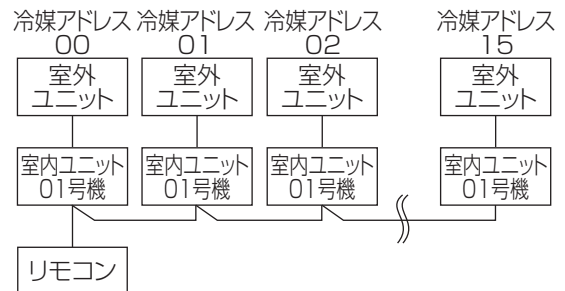 冷媒アドレス 冷媒アドレス 冷媒アドレス 冷媒アドレス
00 01 02 15
室外 室外 室外 室外
ユニット ユニット ユニット ユニット
室内ユニット 室内ユニット 室内ユニット 室内ユニット
01号機 01号機 01号機 01号機
リモコン